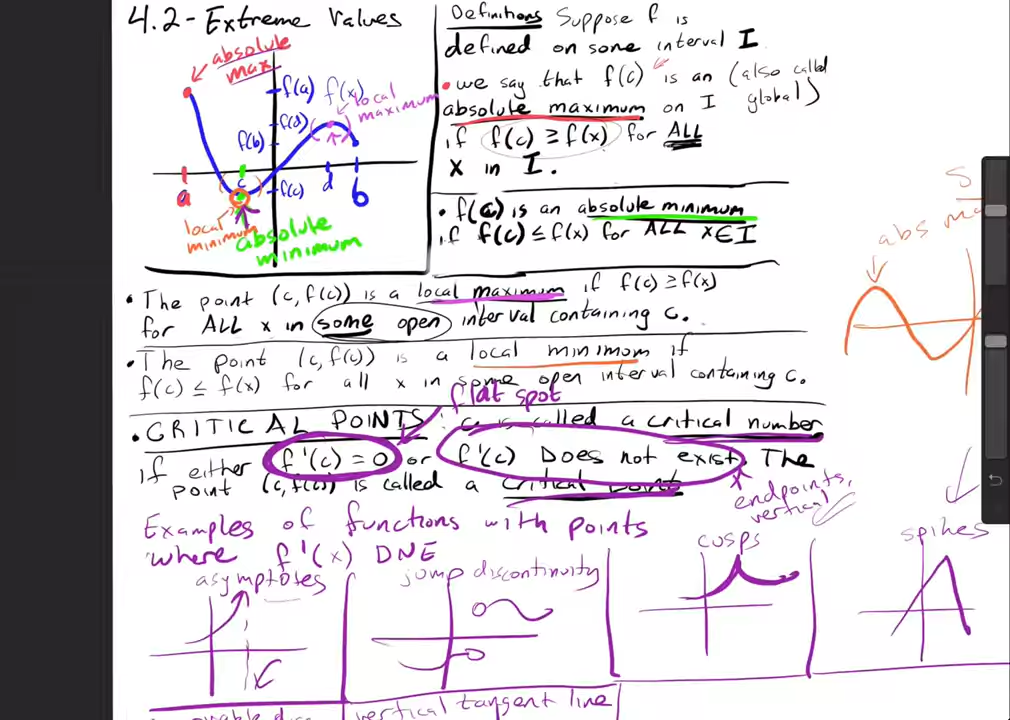 4.2 - Extreme Values
absolute
max
f(a)
f(x)
local
maximum
f(d)
f(b)
c
a
f(c)
d
b
local
minimum
absolute
minimum
Definitions Suppose f is
defined on some interval I
• we say that f(c) is an (also called
absolute maximum on I global)
if f(c) ≥ f(x) for ALL
x in I.
• f(c) is an absolute minimum
if f(c) ≤ f(x) for ALL x∈I
abs
• The point (c, f(c)) is a local maximum if f(c) ≥ f(x)
for ALL x in some open interval containing c.
• The point (c, f(c)) is a local minimum if
f(c) ≤ f(x) for all x in some open interval containing c.
flat spot
• CRITICAL POINTS: c is called a critical number
if either f'(c) = 0 or f'(c) Does not exist. The
point (c, f(c)) is called a critical point
endpoints,
vertical
Examples of functions with points
where f'(x) DNE
asymptotes
jump discontinuity
cusps
spikes
vertical tangent line